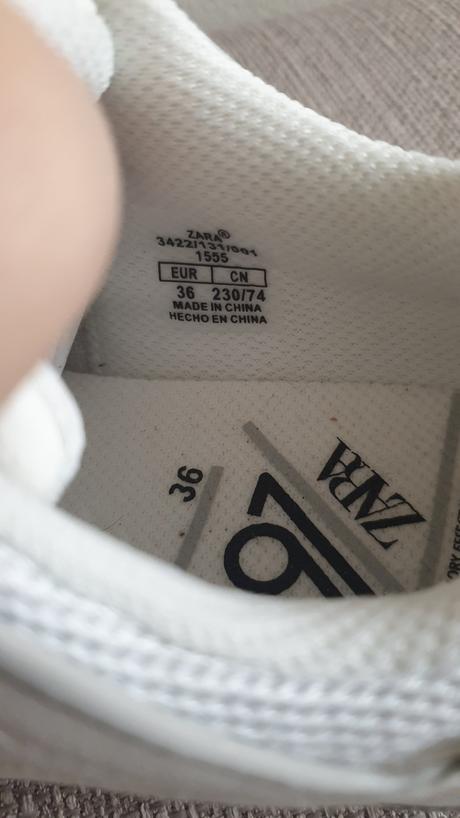 ZARA®
3422/131/001
1555
EUR CN
36 230/74
MADE IN CHINA
HECHO EN CHINA
36
ZARA